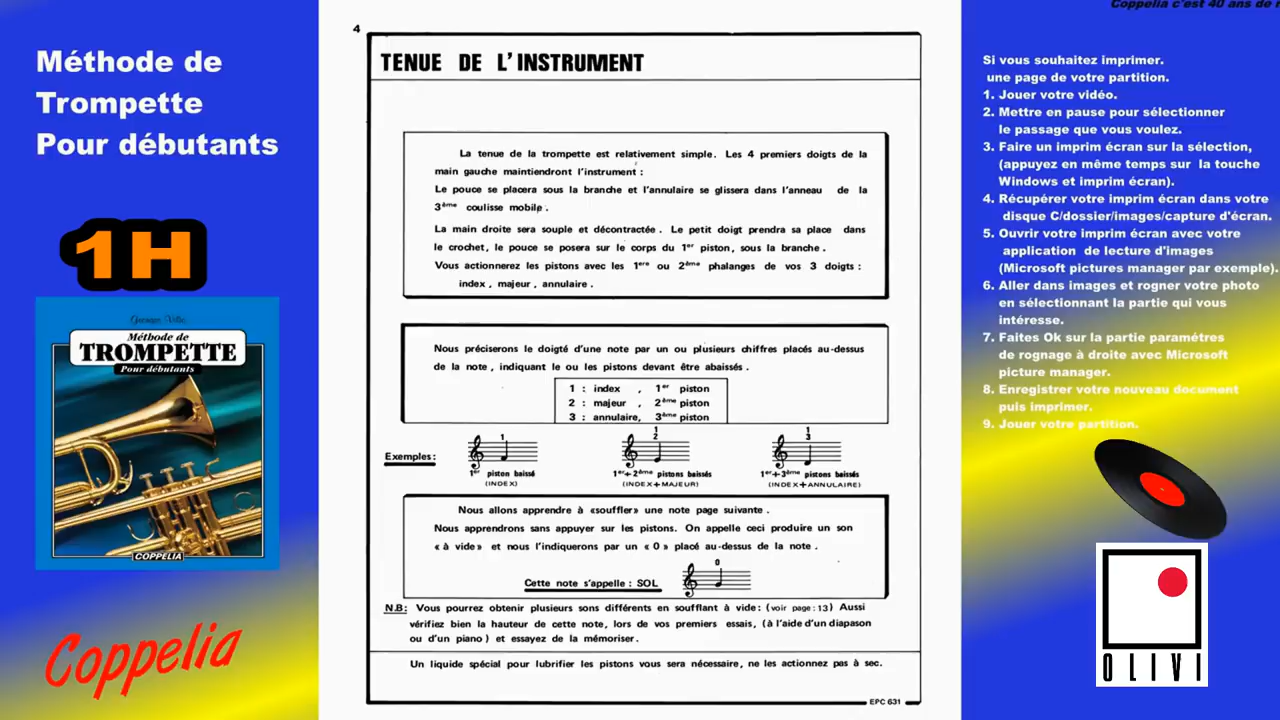 Coppelia c'est 40 ans de
Méthode de
Trompette
Pour débutants
1H
Méthode de
TROMPETTE
Pour débutants
COPPELIA
Coppelia
4
TENUE DE L'INSTRUMENT
La tenue de la trompette est relativement simple. Les 4 premiers doigts de la
main gauche maintiendront l'instrument :
Le pouce se placera sous la branche et l'annulaire se glissera dans l'anneau de la
3ème coulisse mobile.
La main droite sera souple et décontractée. Le petit doigt prendra sa place dans
le crochet, le pouce se posera sur le corps du 1er piston, sous la branche.
Vous actionnerez les pistons avec les 1ere ou 2ème phalanges de vos 3 doigts :
index, majeur, annulaire.
Nous préciserons le doigté d'une note par un ou plusieurs chiffres placés au-dessus
de la note, indiquant le ou les pistons devant être abaissés.
1 : index , 1er piston
2 : majeur , 2ème piston
3 : annulaire, 3ème piston
Exemples :
1
1er piston baissé
(INDEX)
1
2
1er+2ème pistons baissés
(INDEX+MAJEUR)
1
3
1er+3ème pistons baissés
(INDEX+ANNULAIRE)
Nous allons apprendre à «souffler» une note page suivante.
Nous apprendrons sans appuyer sur les pistons. On appelle ceci produire un son
« à vide» et nous l'indiquerons par un « 0 » placé au-dessus de la note.
Cette note s'appelle : SOL
0
N.B: Vous pourrez obtenir plusieurs sons différents en soufflant à vide : (voir page : 13) Aussi
vérifiez bien la hauteur de cette note, lors de vos premiers essais, (à l'aide d'un diapason
ou d'un piano) et essayez de la mémoriser.
Un liquide spécial pour lubrifier les pistons vous sera nécessaire, ne les actionnez pas à sec.
EPC 631
Si vous souhaitez imprimer.
une page de votre partition.
1. Jouer votre vidéo.
2. Mettre en pause pour sélectionner
le passage que vous voulez.
3. Faire un imprim écran sur la sélection,
(appuyez en même temps sur la touche
Windows et imprim écran).
4. Récupérer votre imprim écran dans votre
disque C/dossier/images/capture d'écran.
5. Ouvrir votre imprim écran avec votre
application de lecture d'images
(Microsoft pictures manager par exemple).
6. Aller dans images et rogner votre photo
en sélectionnant la partie qui vous
intéresse.
7. Faites Ok sur la partie paramétres
de rognage à droite avec Microsoft
picture manager.
8. Enregistrer votre nouveau document
puis imprimer.
9. Jouer votre partition.
OLIVI